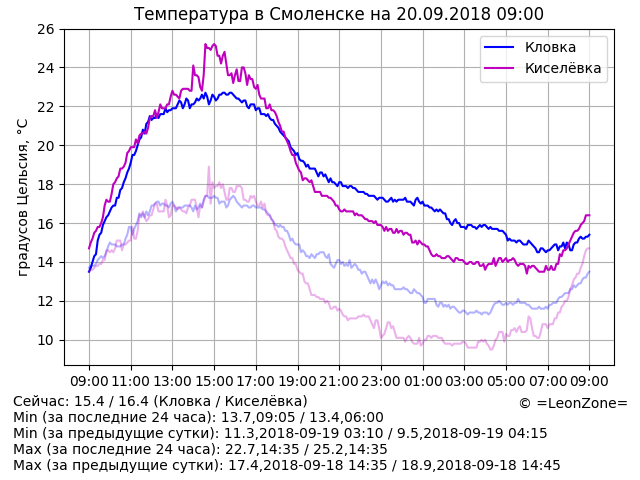 Температура в Смоленске на 20.09.2018 09:00
26
24
22
20
18
16
14
12
10
градусов Цельсия, °C
Кловка
Киселёвка
09:00 11:00 13:00 15:00 17:00 19:00 21:00 23:00 01:00 03:00 05:00 07:00 09:00
Сейчас: 15.4 / 16.4 (Кловка / Киселёвка)
© =LeonZone=
Min (за последние 24 часа): 13.7,09:05 / 13.4,06:00
Min (за предыдущие сутки): 11.3,2018-09-19 03:10 / 9.5,2018-09-19 04:15
Max (за последние 24 часа): 22.7,14:35 / 25.2,14:35
Max (за предыдущие сутки): 17.4,2018-09-18 14:35 / 18.9,2018-09-18 14:45